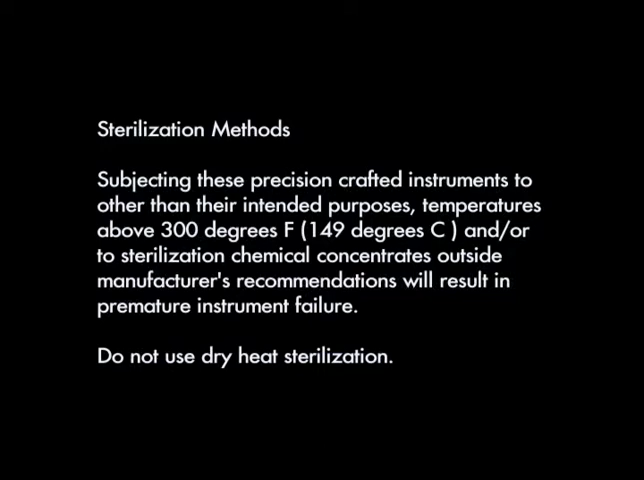 Sterilization Methods
Subjecting these precision crafted instruments to
other than their intended purposes, temperatures
above 300 degrees F (149 degrees C ) and/or
to sterilization chemical concentrates outside
manufacturer's recommendations will result in
premature instrument failure.
Do not use dry heat sterilization.